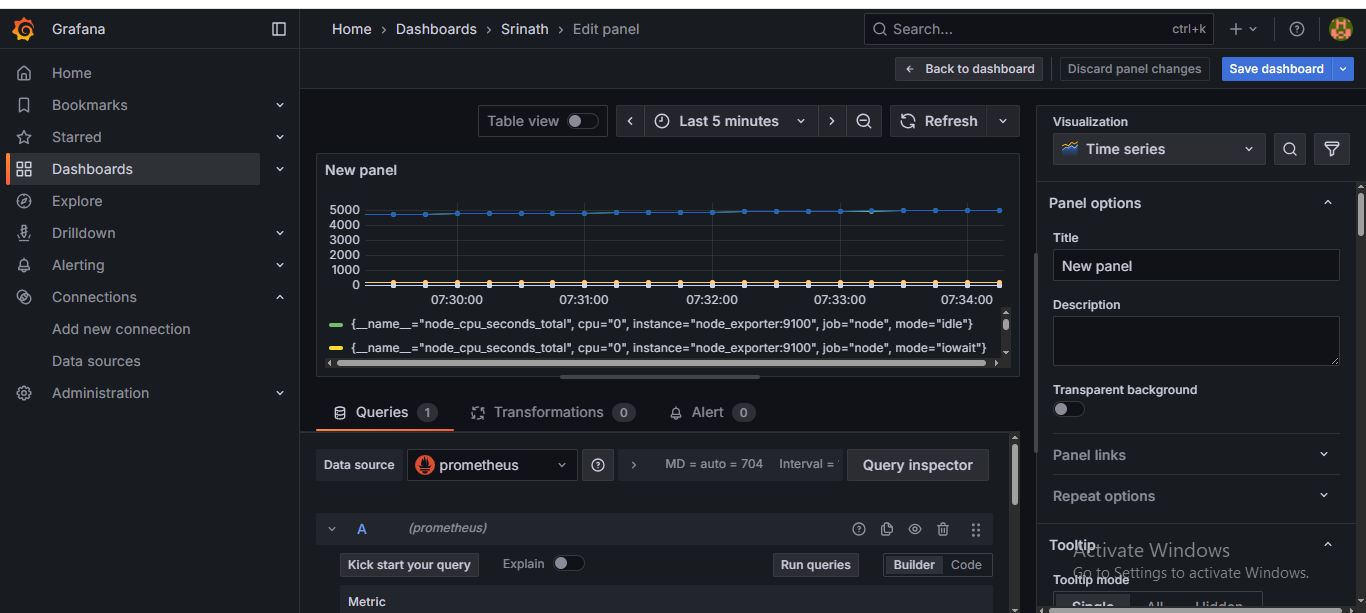 Grafana
Home › Dashboards › Srinath › Edit panel
Search... ctrl+k
Back to dashboard Discard panel changes Save dashboard
Home
Bookmarks
Starred
Dashboards
Explore
Drilldown
Alerting
Connections
Add new connection
Data sources
Administration
Table view Last 5 minutes Refresh
New panel
5000
4000
3000
2000
1000
0
07:30:00 07:31:00 07:32:00 07:33:00 07:34:00
{__name__="node_cpu_seconds_total", cpu="0", instance="node_exporter:9100", job="node", mode="idle"}
{__name__="node_cpu_seconds_total", cpu="0", instance="node_exporter:9100", job="node", mode="iowait"}
Queries 1 Transformations 0 Alert 0
Data source prometheus MD = auto = 704 Interval = Query inspector
A (prometheus)
Kick start your query Explain Run queries Builder Code
Metric
Visualization
Time series
Panel options
Title
New panel
Description
Transparent background
Panel links
Repeat options
Tooltip
Tooltip mode
Single All Hidden
Activate Windows
Go to Settings to activate Windows.